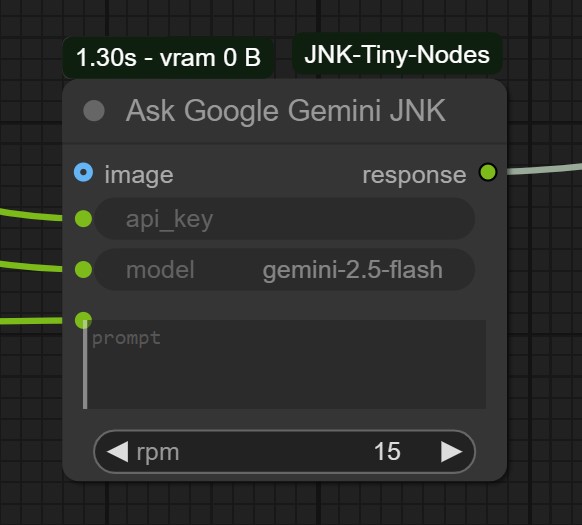 1.30s - vram 0 B
JNK-Tiny-Nodes
Ask Google Gemini JNK
image
response
api_key
model gemini-2.5-flash
prompt
rpm 15